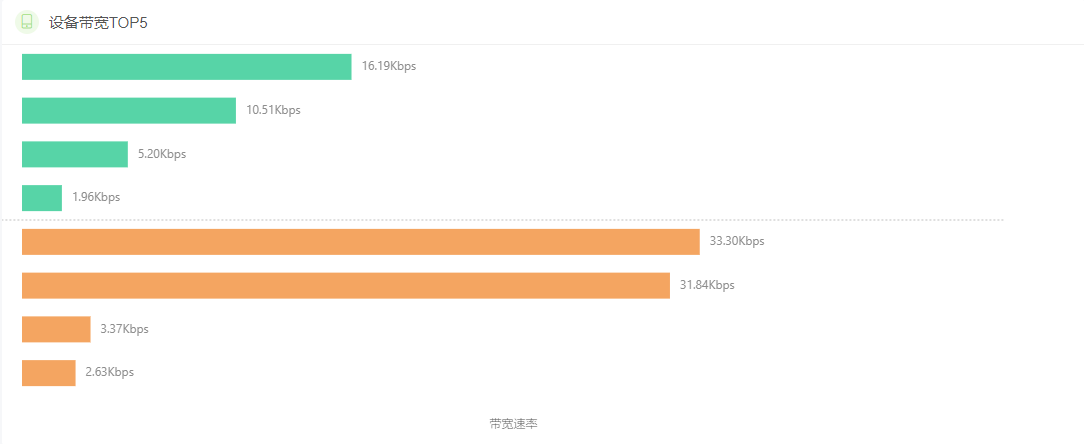 设备带宽TOP5
16.19Kbps
10.51Kbps
5.20Kbps
1.96Kbps
33.30Kbps
31.84Kbps
3.37Kbps
2.63Kbps
带宽速率